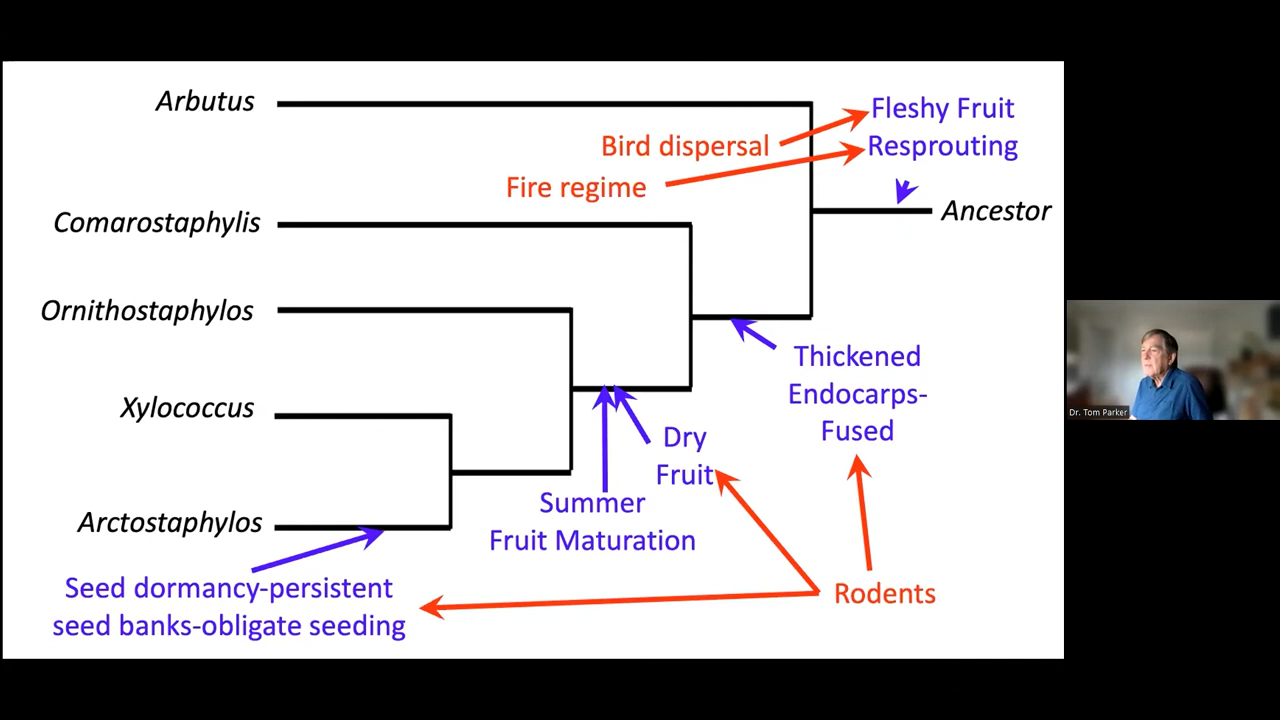 Arbutus
Fleshy Fruit
Bird dispersal
Resprouting
Fire regime
Comarostaphylis
Ancestor
Ornithostaphylos
Thickened
Endocarps-
Fused
Xylococcus
Dry
Fruit
Summer
Fruit Maturation
Arctostaphylos
Seed dormancy-persistent
seed banks-obligate seeding
Rodents
Dr. Tom Parker